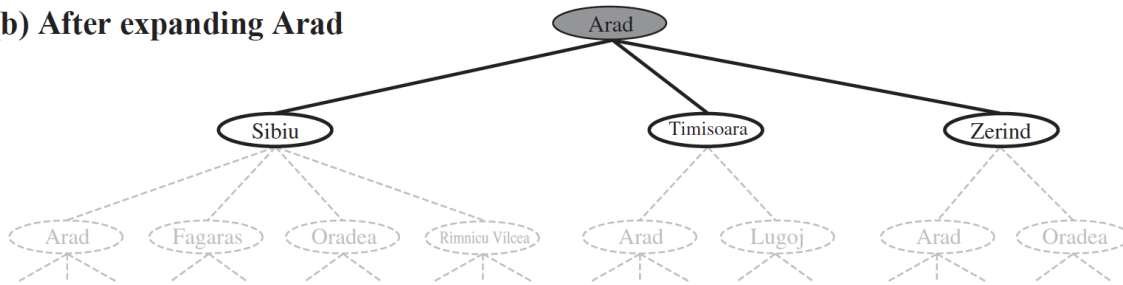 b) After expanding Arad
Arad
Sibiu
Timisoara
Zerind
Arad
Fagaras
Oradea
Rimnicu Vilcea
Arad
Lugoj
Arad
Oradea